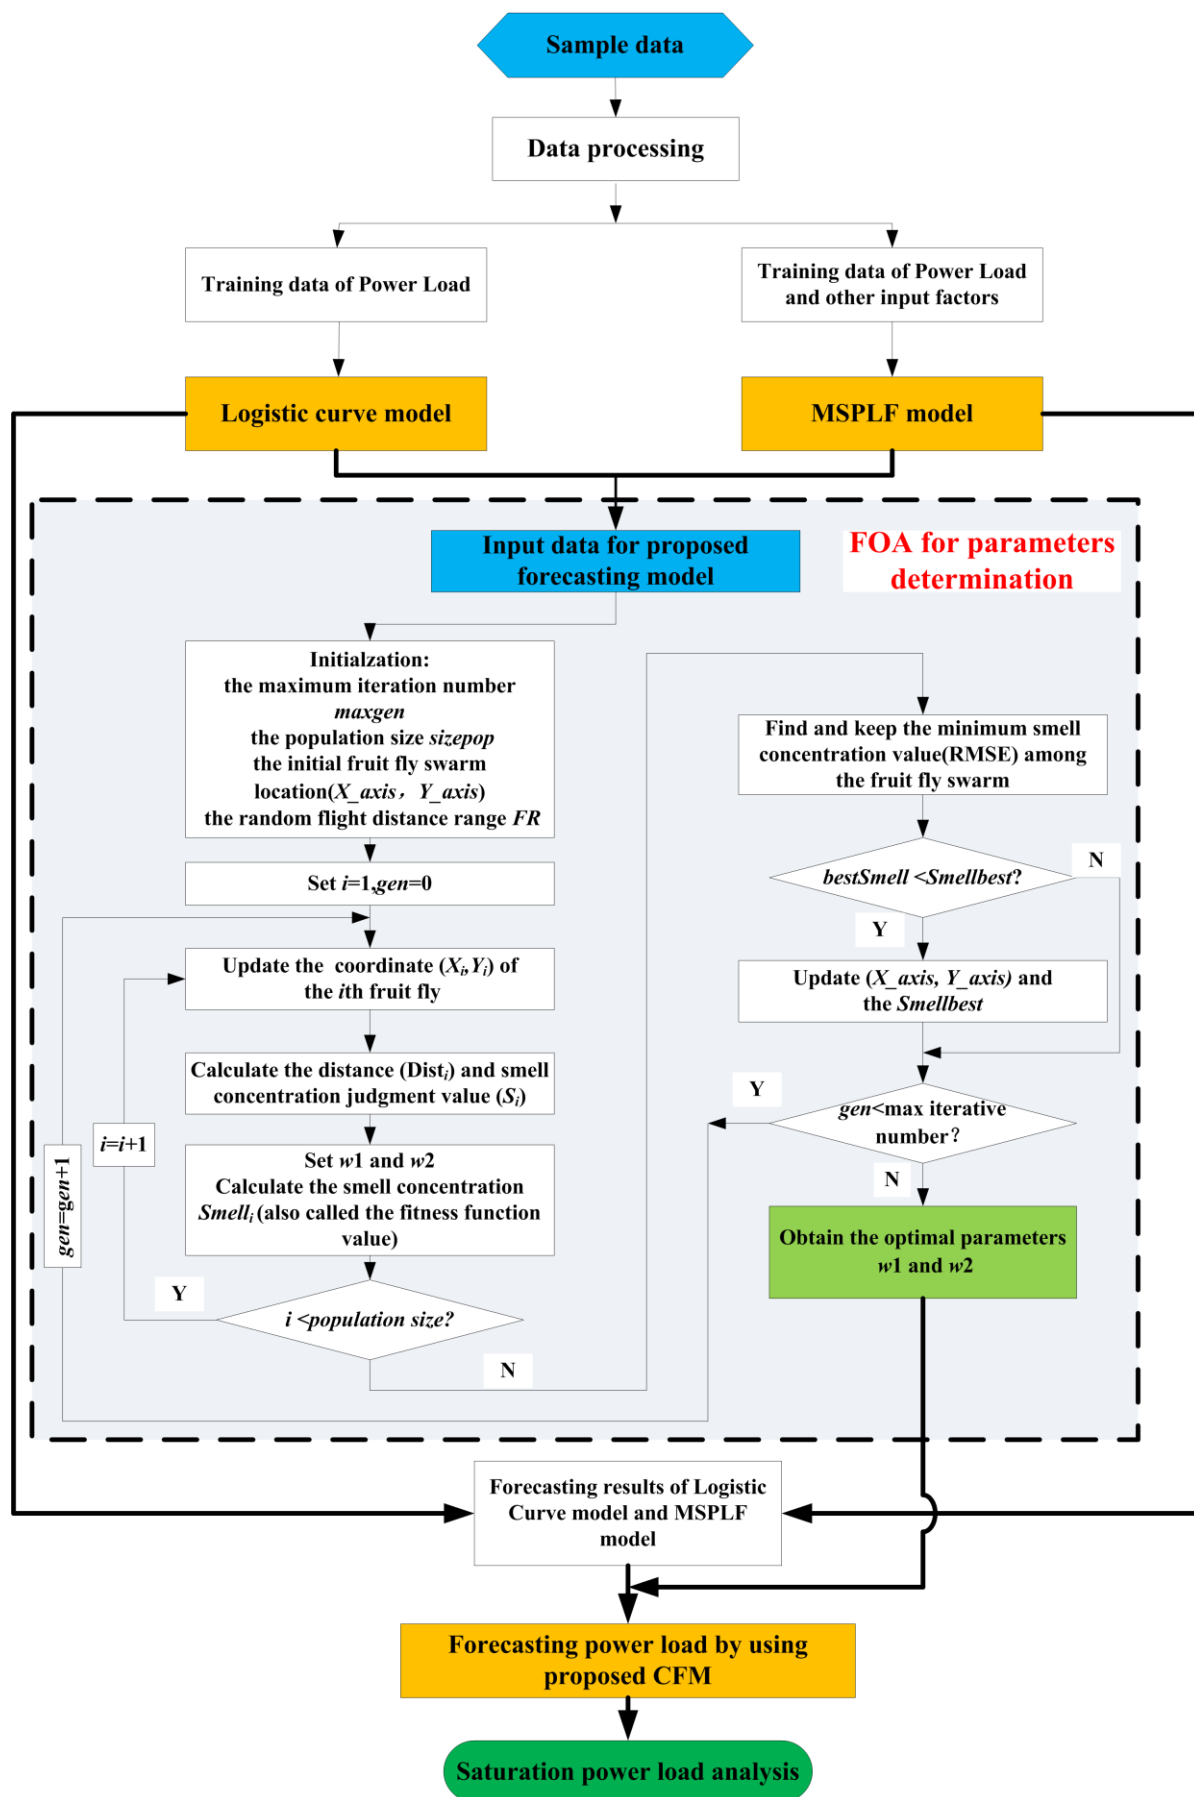 Sample data
Data processing
Training data of Power Load
Training data of Power Load
and other input factors
Logistic curve model
MSPLF model
Input data for proposed
forecasting model
FOA for parameters
determination
Initialzation:
the maximum iteration number
maxgen
the population size sizepop
the initial fruit fly swarm
location(X_axis，Y_axis)
the random flight distance range FR
Set i=1,gen=0
Update the coordinate (Xi,Yi) of
the ith fruit fly
Calculate the distance (Disti) and smell
concentration judgment value (Si)
Set w1 and w2
Calculate the smell concentration
Smelli (also called the fitness function
value)
i <population size?
Y
N
i=i+1
gen=gen+1
Find and keep the minimum smell
concentration value(RMSE) among
the fruit fly swarm
bestSmell <Smellbest?
N
Y
Update (X_axis, Y_axis) and
the Smellbest
gen<max iterative
number?
Y
N
Obtain the optimal parameters
w1 and w2
Forecasting results of Logistic
Curve model and MSPLF
model
Forecasting power load by using
proposed CFM
Saturation power load analysis